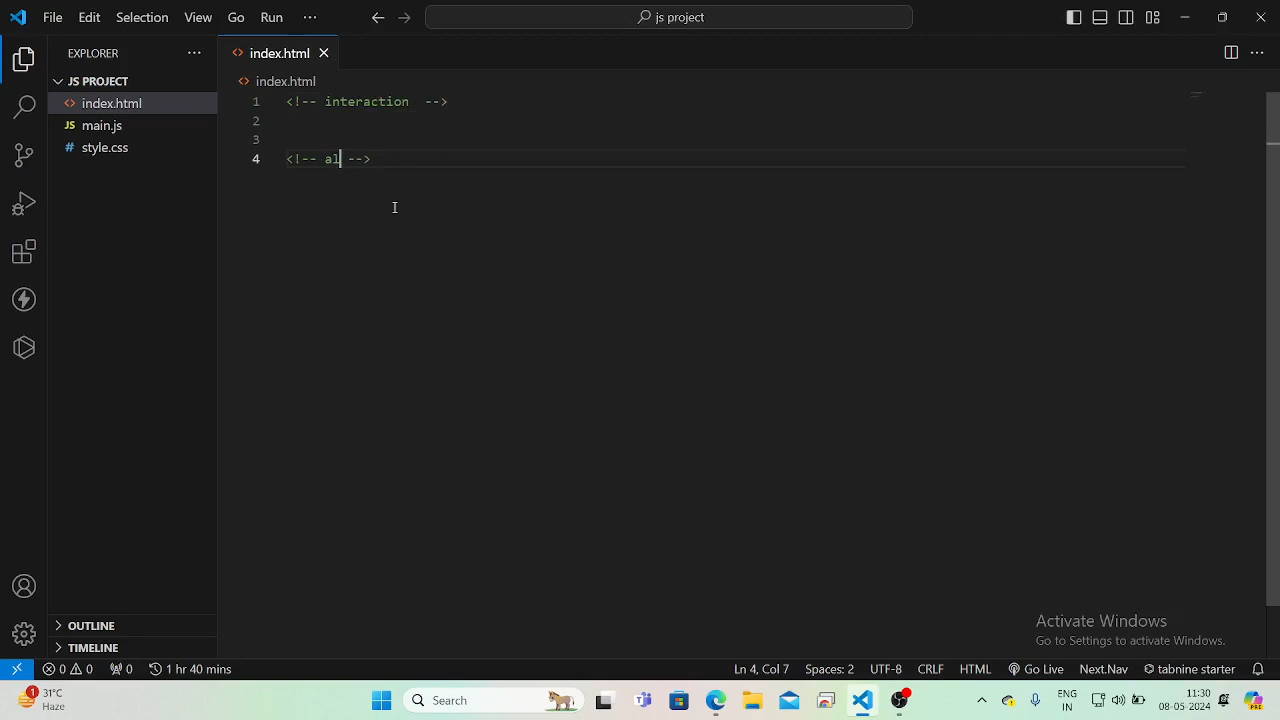 File Edit Selection View Go Run ··· js project
EXPLORER ···
index.html
JS PROJECT
index.html
index.html
JS main.js
# style.css
1 <!-- interaction  -->
2
3
4 <!-- al -->
OUTLINE
TIMELINE
Activate Windows
Go to Settings to activate Windows.
0 0 0 1 hr 40 mins Ln 4, Col 7 Spaces: 2 UTF-8 CRLF HTML Go Live Next.Nav tabnine starter
1 31°C
Haze
Search
ENG
IN
11:30
08-05-2024
PRE